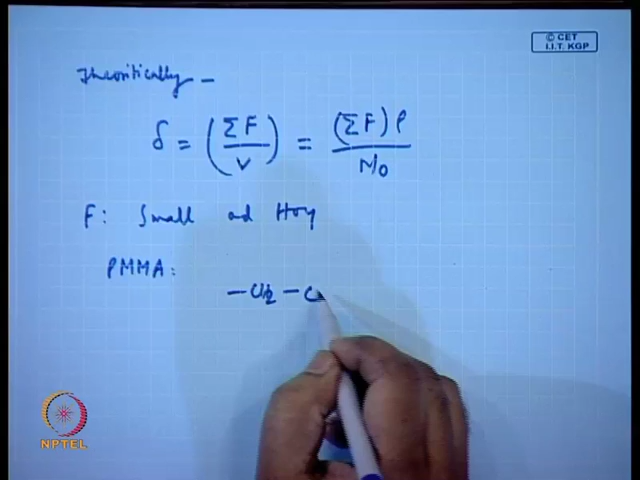 © CET
I.I.T. KGP
Theoritically –
δ = (ΣF / V) = (ΣF)ρ / M₀
F: Small and Hoy
PMMA:
– CH₂ – C
NPTEL